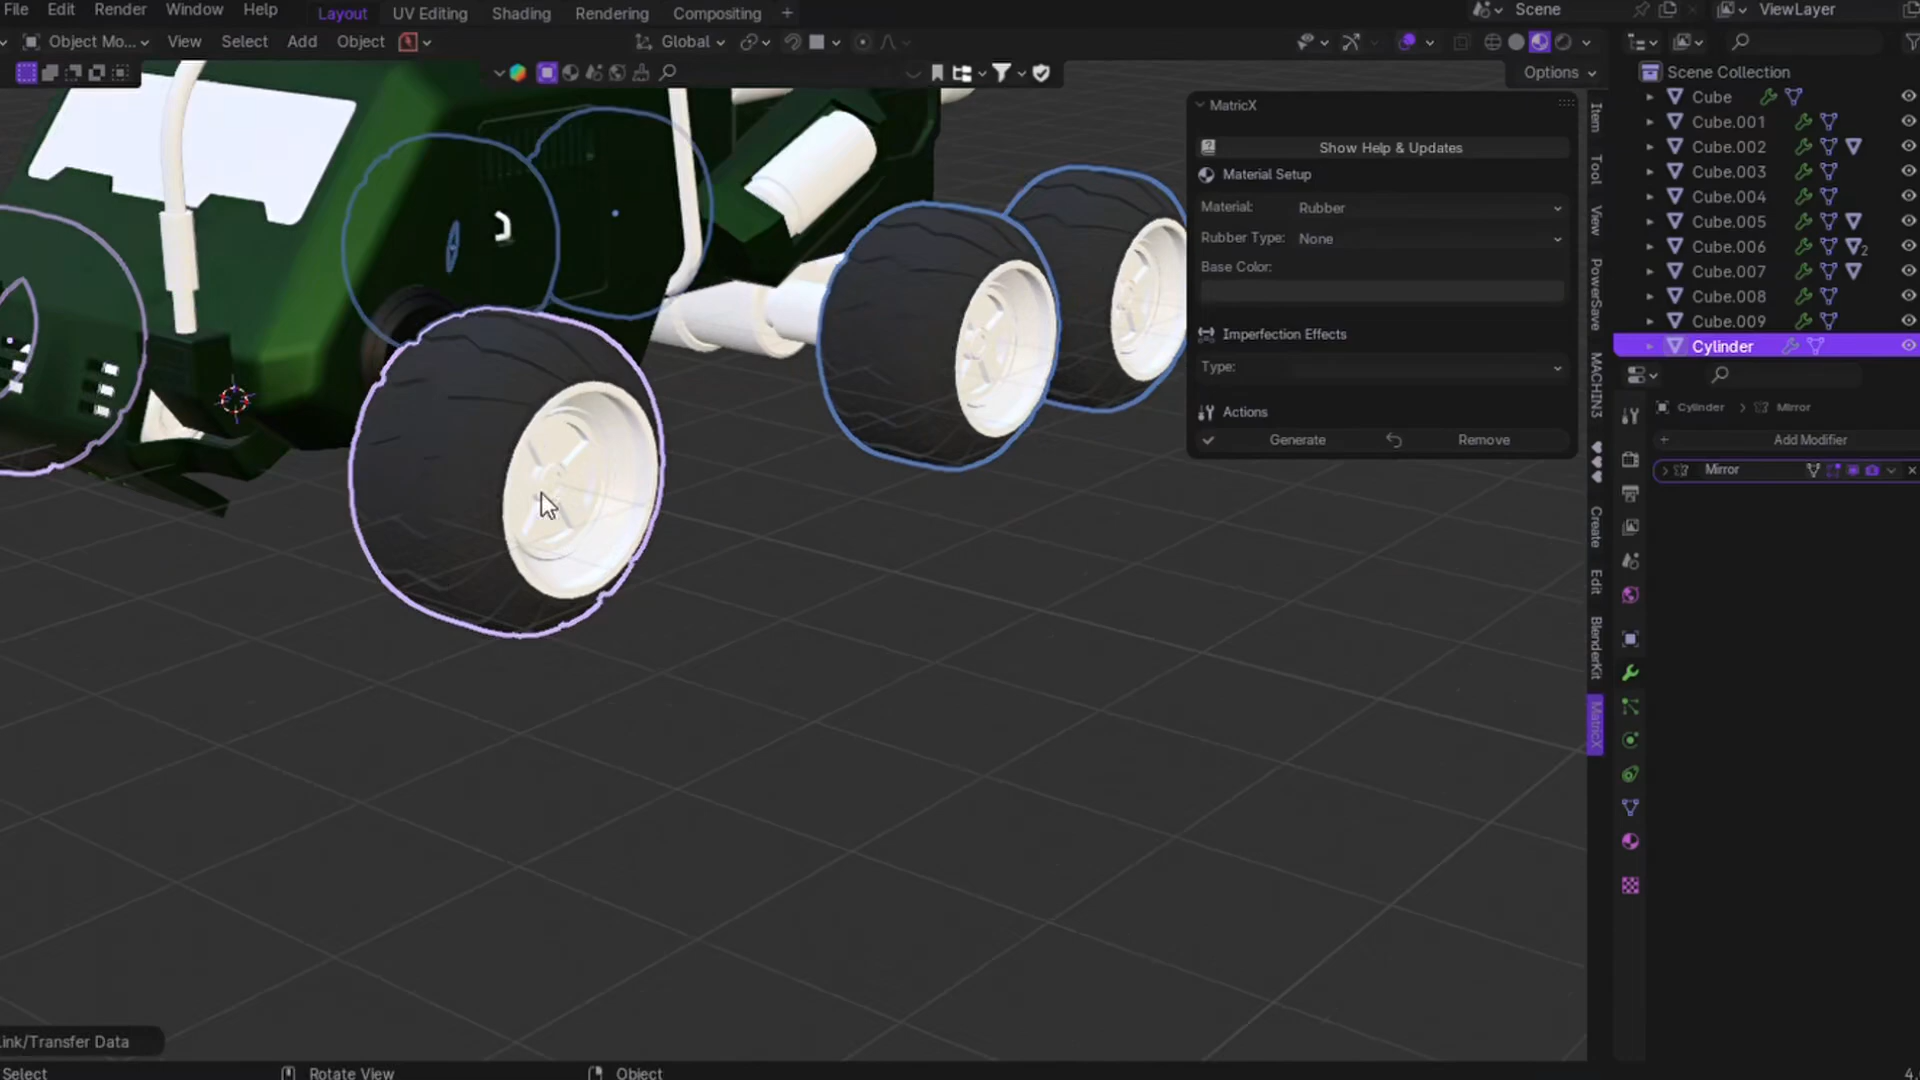 File Edit Render Window Help Layout UV Editing Shading Rendering Compositing + Scene ViewLayer
Object Mo... View Select Add Object Global
Options
Scene Collection
Cube
Cube.001
Cube.002
Cube.003
Cube.004
Cube.005
Cube.006 2
Cube.007
Cube.008
Cube.009
Cylinder
Cylinder > Mirror
+ Add Modifier
Mirror
MatricX
Show Help & Updates
Material Setup
Material: Rubber
Rubber Type: None
Base Color:
Imperfection Effects
Type:
Actions
Generate Remove
Item
Tool
View
PowerSave
MACHIN3
♥♥♥
Create
Edit
BlenderKit
MatricX
ink/Transfer Data
Select Rotate View Object 4.